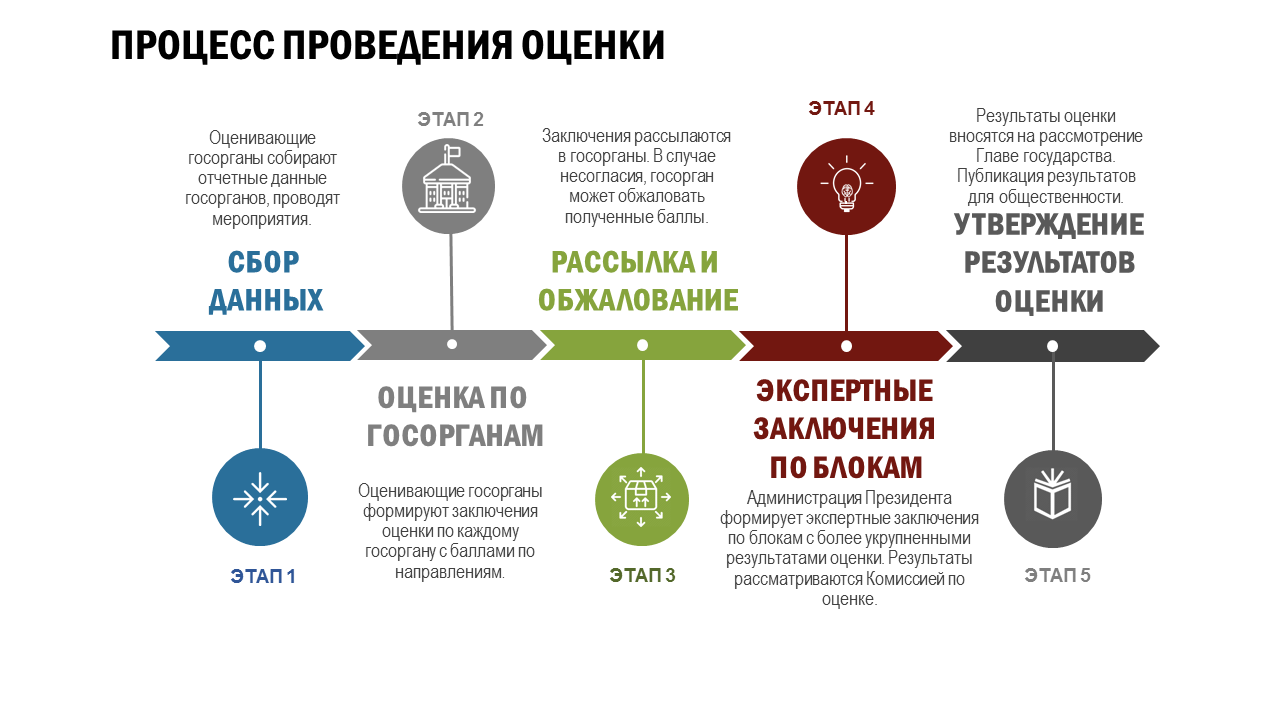 ПРОЦЕСС ПРОВЕДЕНИЯ ОЦЕНКИ
Оценивающие
госорганы собирают
отчетные данные
госорганов, проводят
мероприятия.
СБОР
ДАННЫХ
ЭТАП 1
ЭТАП 2
ОЦЕНКА ПО
ГОСОРГАНАМ
Оценивающие госорганы
формируют заключения
оценки по каждому
госоргану с баллами по
направлениям.
Заключения рассылаются
в госорганы. В случае
несогласия, госорган
может обжаловать
полученные баллы.
РАССЫЛКА И
ОБЖАЛОВАНИЕ
ЭТАП 3
ЭТАП 4
ЭКСПЕРТНЫЕ
ЗАКЛЮЧЕНИЯ
ПО БЛОКАМ
Администрация Президента
формирует экспертные заключения
по блокам с более укрупненными
результатами оценки. Результаты
рассматриваются Комиссией по
оценке.
Результаты оценки
вносятся на рассмотрение
Главе государства.
Публикация результатов
для общественности.
УТВЕРЖДЕНИЕ
РЕЗУЛЬТАТОВ
ОЦЕНКИ
ЭТАП 5